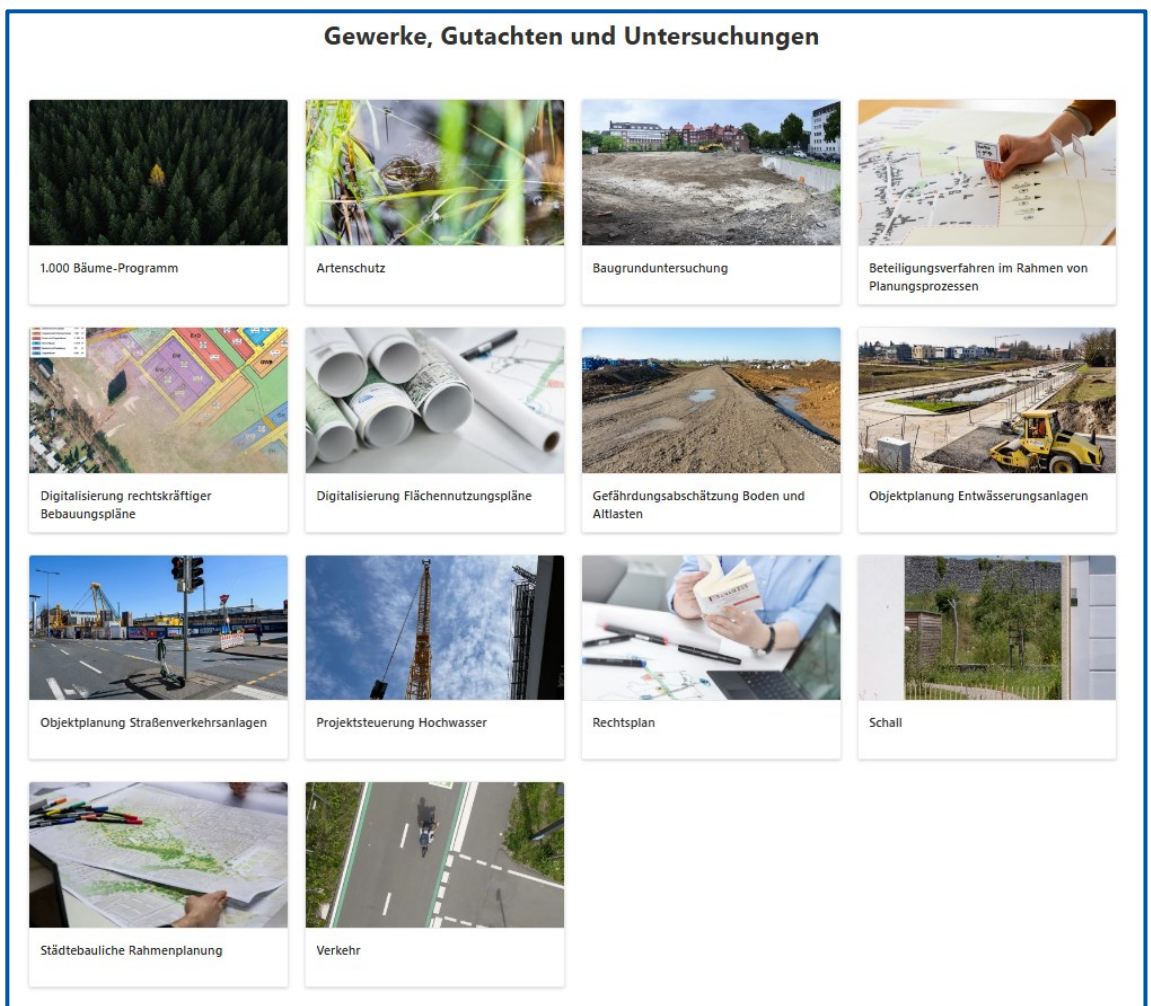 Gewerke, Gutachten und Untersuchungen
1.000 Bäume-Programm
Artenschutz
Baugrunduntersuchung
Beteiligungsverfahren im Rahmen von
Planungsprozessen
Digitalisierung rechtskräftiger
Bebauungspläne
Digitalisierung Flächennutzungspläne
Gefährdungsabschätzung Boden und
Altlasten
Objektplanung Entwässerungsanlagen
Objektplanung Straßenverkehrsanlagen
Projektsteuerung Hochwasser
Rechtsplan
Schall
Städtebauliche Rahmenplanung
Verkehr